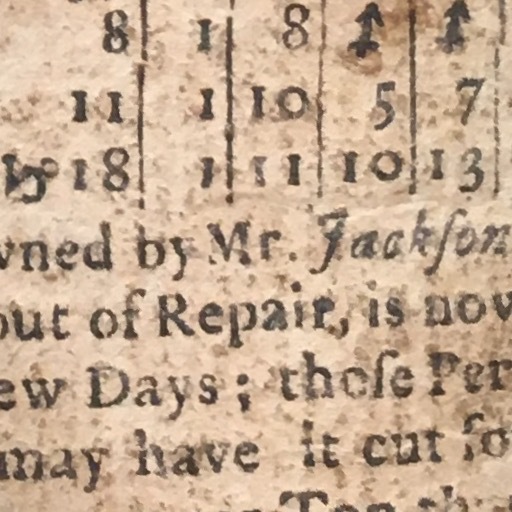 8 1 8 ↑ ↑
11 1 10 5 7
18 1 11 10 13
wned by Mr. Jackſon
out of Repair, is now
ew Days; thoſe Per
may have it cut fo